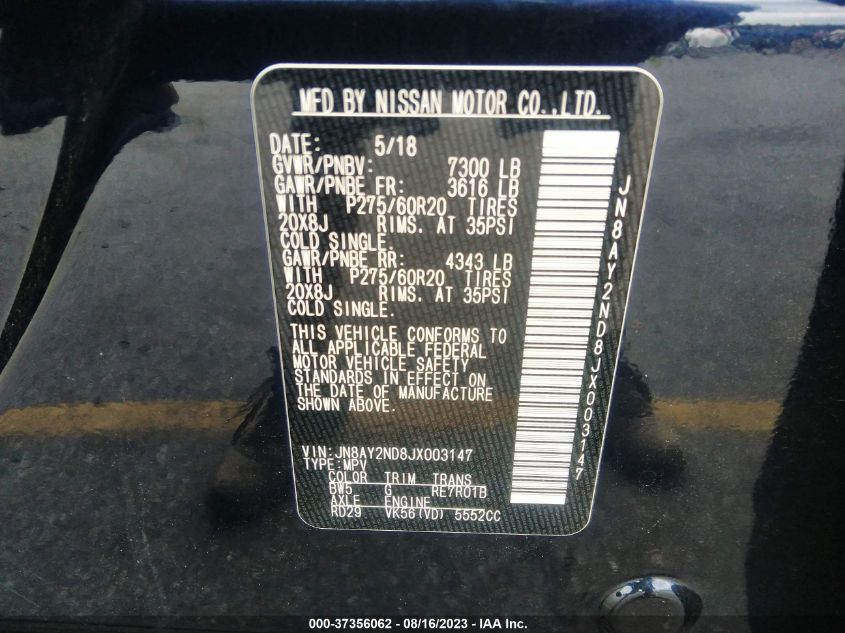 MFD BY NISSAN MOTOR CO.,LTD.
DATE: 5/18
GVWR/PNBV: 7300 LB
GAWR/PNBE FR: 3616 LB
WITH P275/60R20 TIRES
20X8J RIMS. AT 35PSI
COLD SINGLE.
GAWR/PNBE RR: 4343 LB
WITH P275/60R20 TIRES
20X8J RIMS. AT 35PSI
COLD SINGLE.
THIS VEHICLE CONFORMS TO
ALL APPLICABLE FEDERAL
MOTOR VEHICLE SAFETY
STANDARDS IN EFFECT ON
THE DATE OF MANUFACTURE
SHOWN ABOVE.
VIN:JN8AY2ND8JX003147
TYPE:MPV
COLOR TRIM TRANS
BW5 G RE7R01B
AXLE ENGINE
RD29 VK56(VD) 5552CC
JN8AY2ND8JX003147
000-37356062 - 08/16/2023 - IAA Inc.